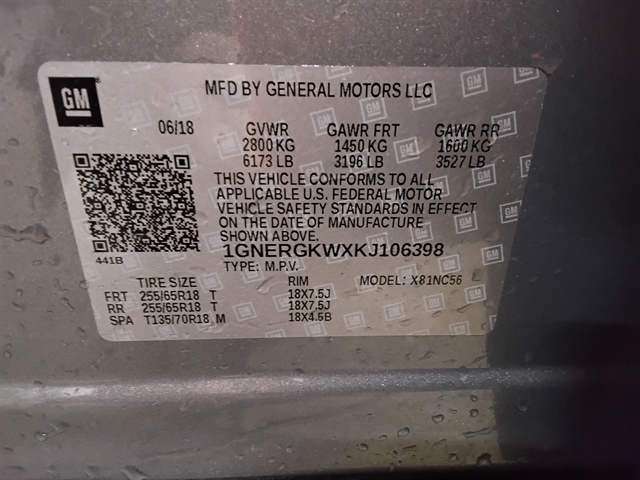 GM
MFD BY GENERAL MOTORS LLC
06/18 GVWR GAWR FRT GAWR RR
2800 KG 1450 KG 1600 KG
6173 LB 3196 LB 3527 LB
THIS VEHICLE CONFORMS TO ALL
APPLICABLE U.S. FEDERAL MOTOR
VEHICLE SAFETY STANDARDS IN EFFECT
ON THE DATE OF MANUFACTURE
SHOWN ABOVE.
441B 1GNERGKWXKJ106398
TYPE: M.P.V. MODEL: X81NC56
TIRE SIZE RIM
FRT 255/65R18 T 18X7.5J
RR 255/65R18 T 18X7.5J
SPA T135/70R18 M 18X4.5B